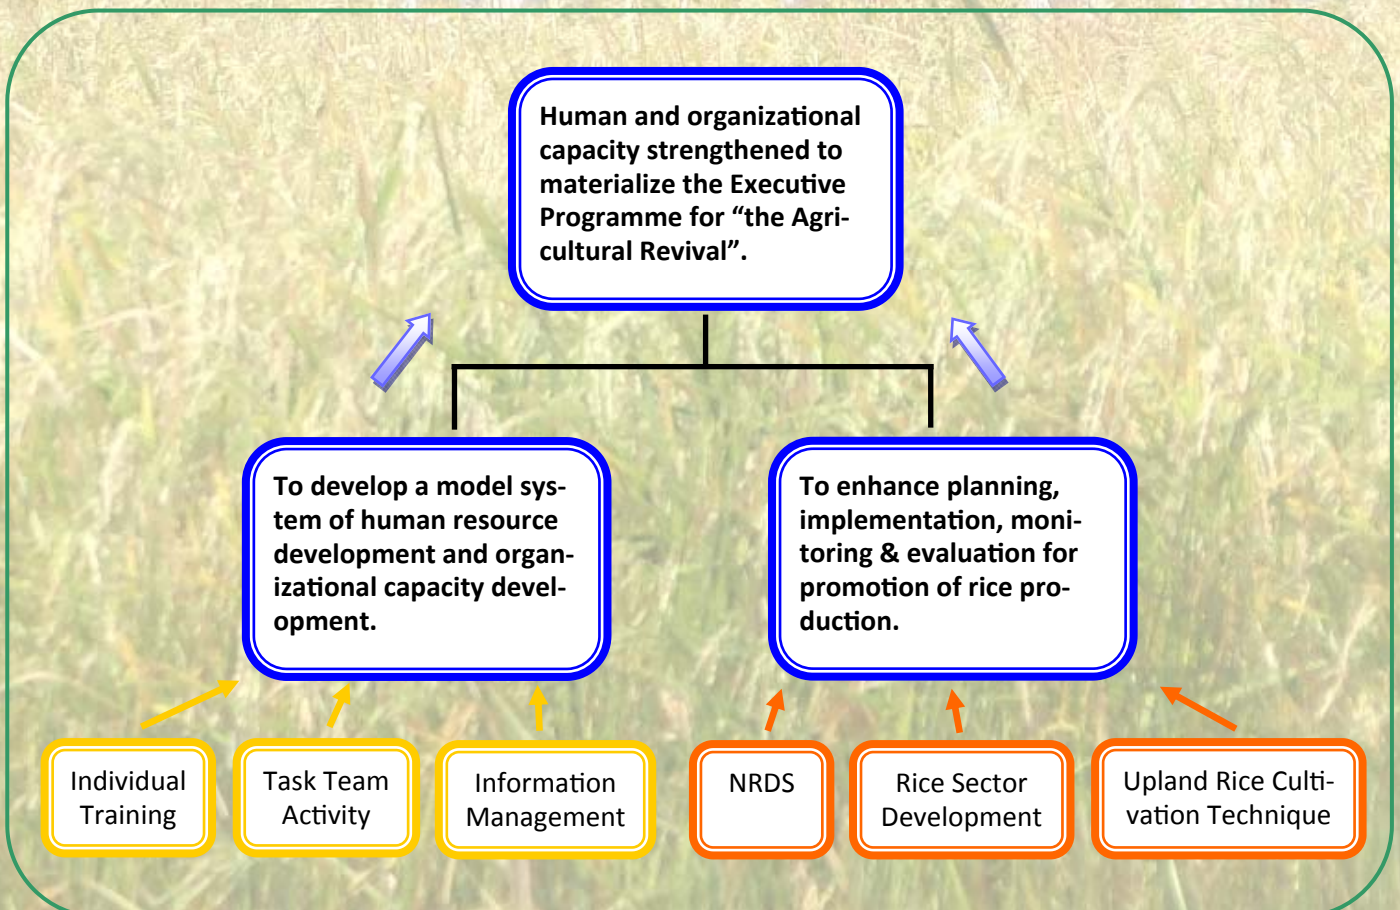 Human and organizational
capacity strengthened to
materialize the Executive
Programme for “the Agri-
cultural Revival”.
To develop a model sys-
tem of human resource
development and organ-
izational capacity devel-
opment.
To enhance planning,
implementation, moni-
toring & evaluation for
promotion of rice pro-
duction.
Individual
Training
Task Team
Activity
Information
Management
NRDS
Rice Sector
Development
Upland Rice Culti-
vation Technique